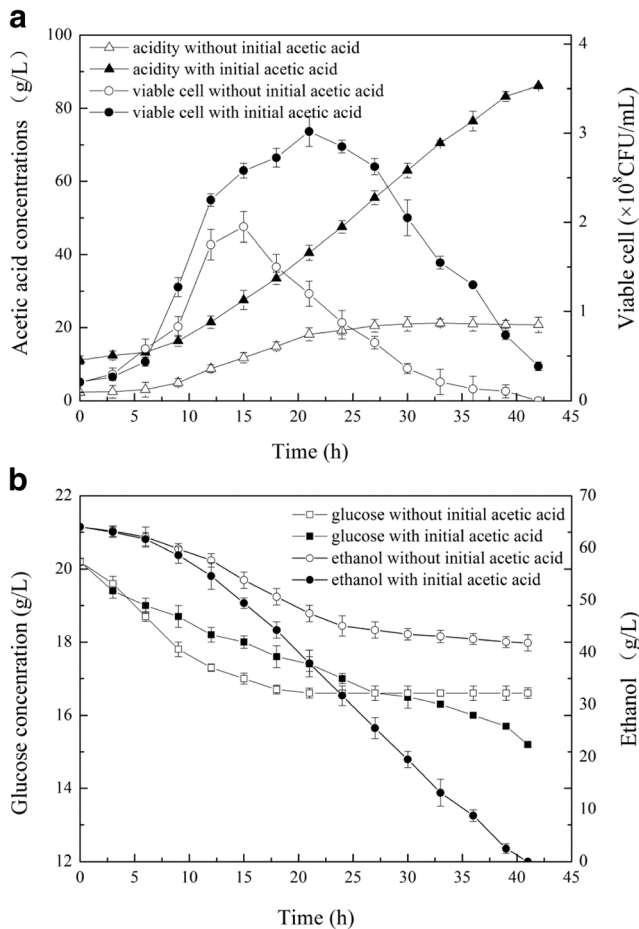 a
acidity without initial acetic acid
acidity with initial acetic acid
viable cell without initial acetic acid
viable cell with initial acetic acid
Acetic acid concentrations （g/L）
100
80
60
40
20
0
Viable cell (×10⁸CFU/mL)
4
3
2
1
0
0 5 10 15 20 25 30 35 40 45
Time (h)
b
glucose without initial acetic acid
glucose with initial acetic acid
ethanol without initial acetic acid
ethanol with initial acetic acid
Glucose concenration (g/L)
22
20
18
16
14
12
Ethanol （g/L)
70
60
50
40
30
20
10
0
0 5 10 15 20 25 30 35 40 45
Time (h)